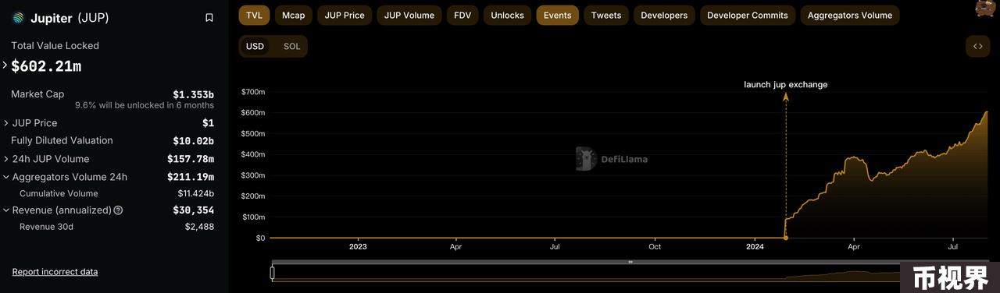 Jupiter (JUP)
Total Value Locked
$602.21m
Market Cap $1.353b
9.6% will be unlocked in 6 months
JUP Price $1
Fully Diluted Valuation $10.02b
24h JUP Volume $157.78m
Aggregators Volume 24h $211.19m
Cumulative Volume $11.424b
Revenue (annualized) ? $30,354
Revenue 30d $2,488
Report incorrect data
TVL Mcap JUP Price JUP Volume FDV Unlocks Events Tweets Developers Developer Commits Aggregators Volume
USD SOL
launch jup exchange
$700m
$600m
$500m
$400m
$300m
$200m
$100m
$0
DefiLlama
2023 Apr Jul Oct 2024 Apr Jul
币视界